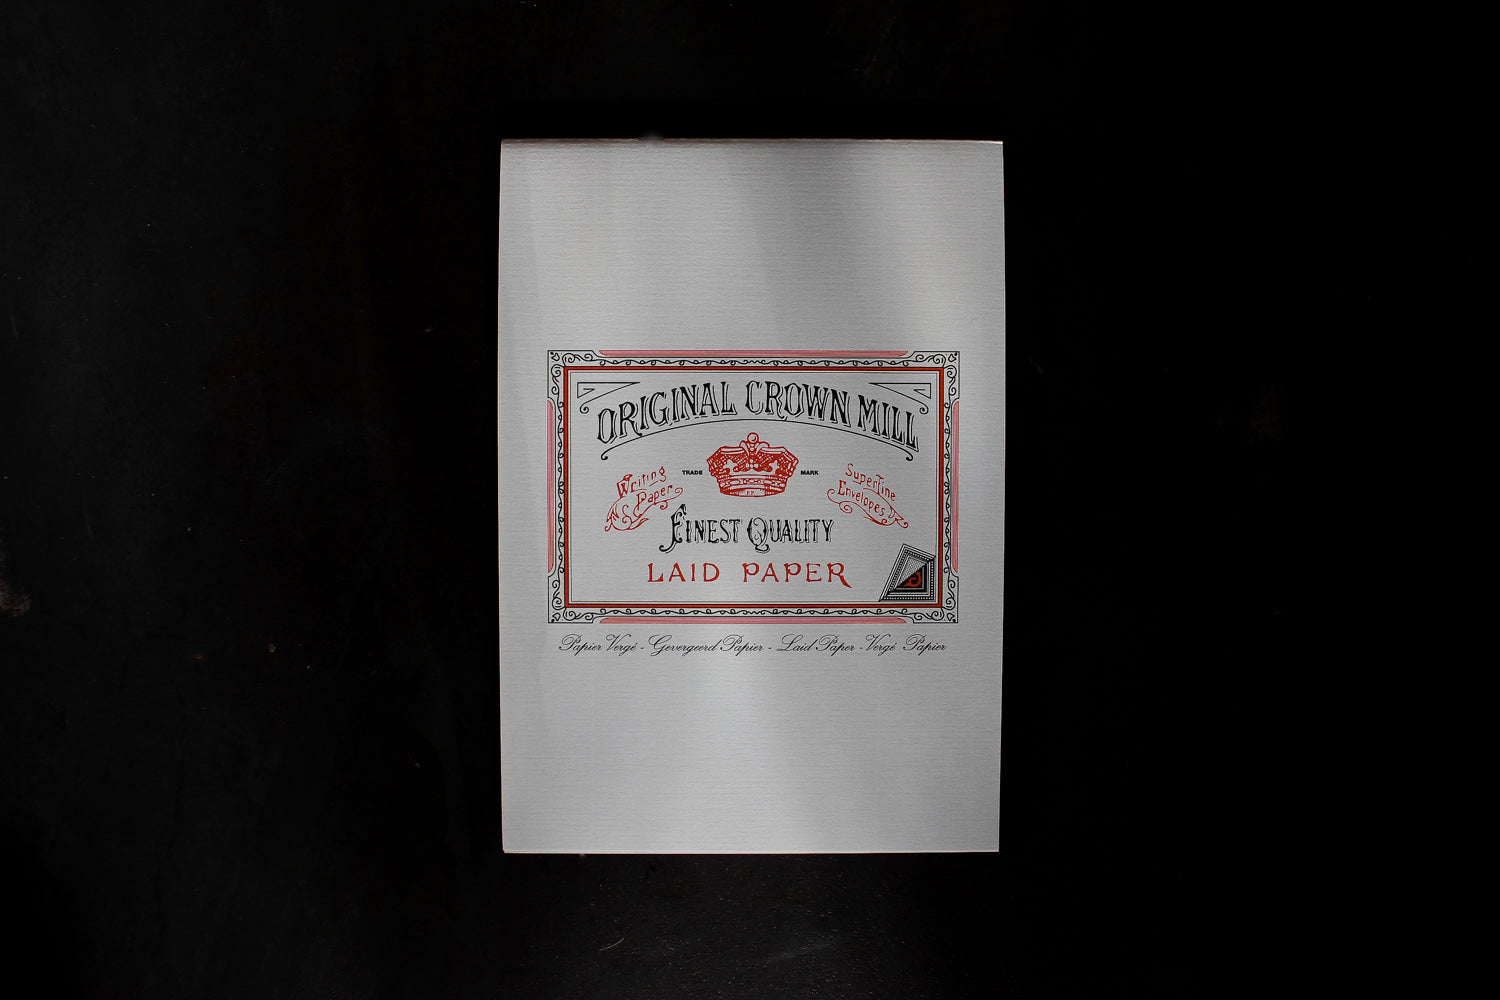 ORIGINAL CROWN MILL
TRADE MARK
Writing
Paper
Superfine
Envelopes
FINEST QUALITY
LAID PAPER
Papier Vergé - Gevergeerd Papier - Laid Paper - Vergé Papier